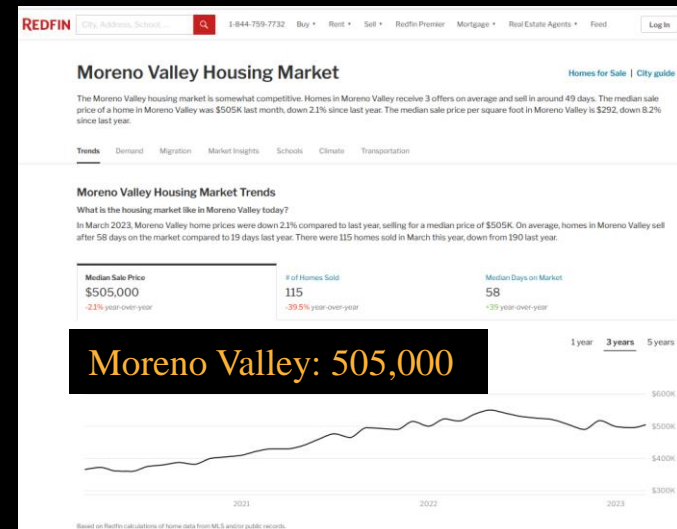 REDFIN City, Address, School... 1-844-759-7732 Buy Rent Sell Redfin Premier Mortgage Real Estate Agents Feed Log In
Moreno Valley Housing Market
Homes for Sale | City guide
The Moreno Valley housing market is somewhat competitive. Homes in Moreno Valley receive 3 offers on average and sell in around 49 days. The median sale
price of a home in Moreno Valley was $505K last month, down 2.1% since last year. The median sale price per square foot in Moreno Valley is $292, down 8.2%
since last year.
Trends Demand Migration Market Insights Schools Climate Transportation
Moreno Valley Housing Market Trends
What is the housing market like in Moreno Valley today?
In March 2023, Moreno Valley home prices were down 2.1% compared to last year, selling for a median price of $505K. On average, homes in Moreno Valley sell
after 58 days on the market compared to 19 days last year. There were 115 homes sold in March this year, down from 190 last year.
Median Sale Price # of Homes Sold Median Days on Market
$505,000 115 58
-2.1% year-over-year -39.5% year-over-year +39 year-over-year
1 year 3 years 5 years
Moreno Valley: 505,000
$600K
$500K
$400K
$300K
2021 2022 2023
Based on Redfin calculations of home data from MLS and/or public records.